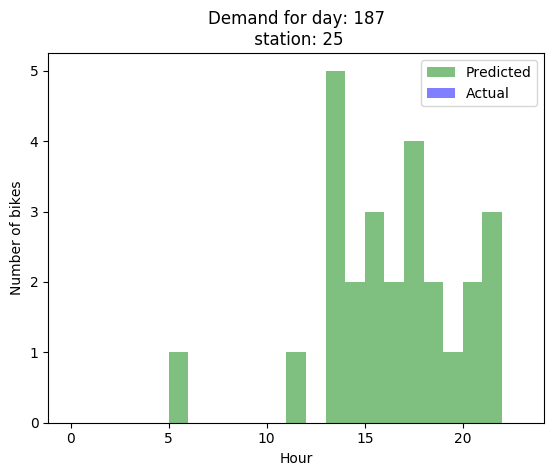 Demand for day: 187
station: 25
Predicted
Actual
Number of bikes
5
4
3
2
1
0
0
5
10
15
20
Hour